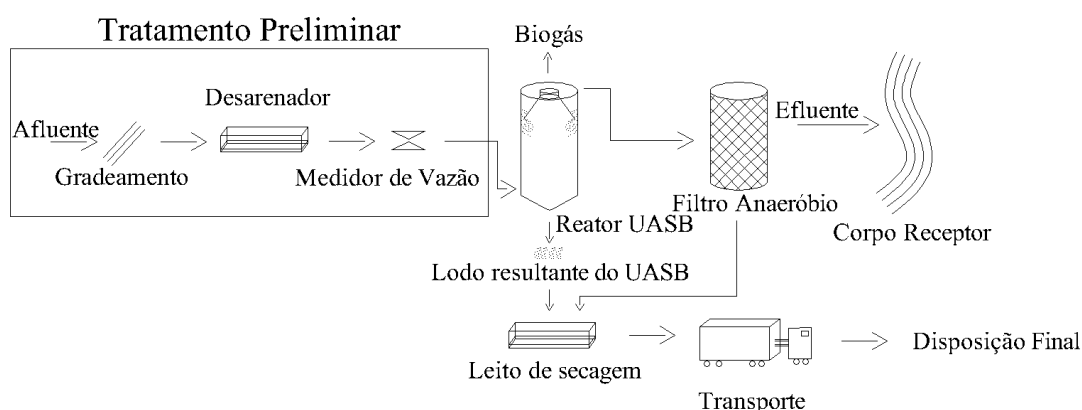 Tratamento Preliminar
Biogás
Desarenador
Afluente
Efluente
Gradeamento
Medidor de Vazão
Filtro Anaeróbio
Reator UASB
Corpo Receptor
Lodo resultante do UASB
Disposição Final
Leito de secagem
Transporte